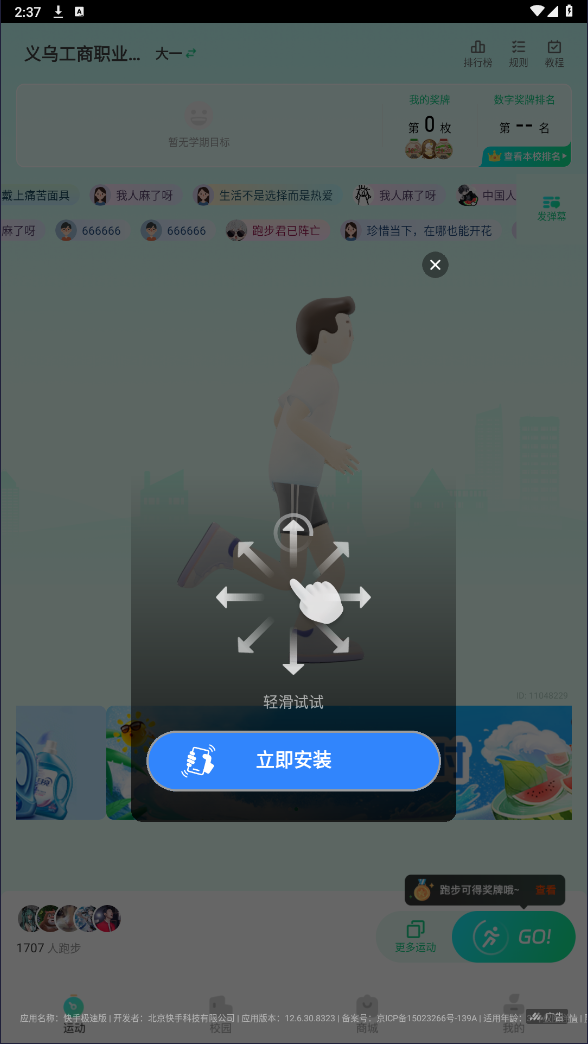 2:37
义乌工商职业...
大一
排行榜
规则
教程
我的奖牌
数字奖牌排名
第 0 枚
第 -- 名
暂无学期目标
查看本校排名
戴上痛苦面具
我人麻了呀
生活不是选择而是热爱
我人麻了呀
中国人
麻了呀
666666
666666
跑步君已阵亡
珍惜当下，在哪也能开花
发弹幕
轻滑试试
ID: 11048229
立即安装
时
跑步可得奖牌哦~
查看
1707 人跑步
更多运动
GO!
应用名称：快手极速版 | 开发者：北京快手科技有限公司 | 应用版本：12.6.30.8323 | 备案号：京ICP备15023266号-139A | 适用年龄：
广告
运动
校园
商城
我的